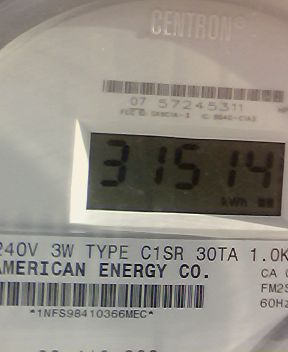 CENTRON®
07 57245311
31514
kWh
240V 3W TYPE C1SR 30TA 1.0K
AMERICAN ENERGY CO.
CA
FM2S
60Hz
*1NFS98410366MEC*